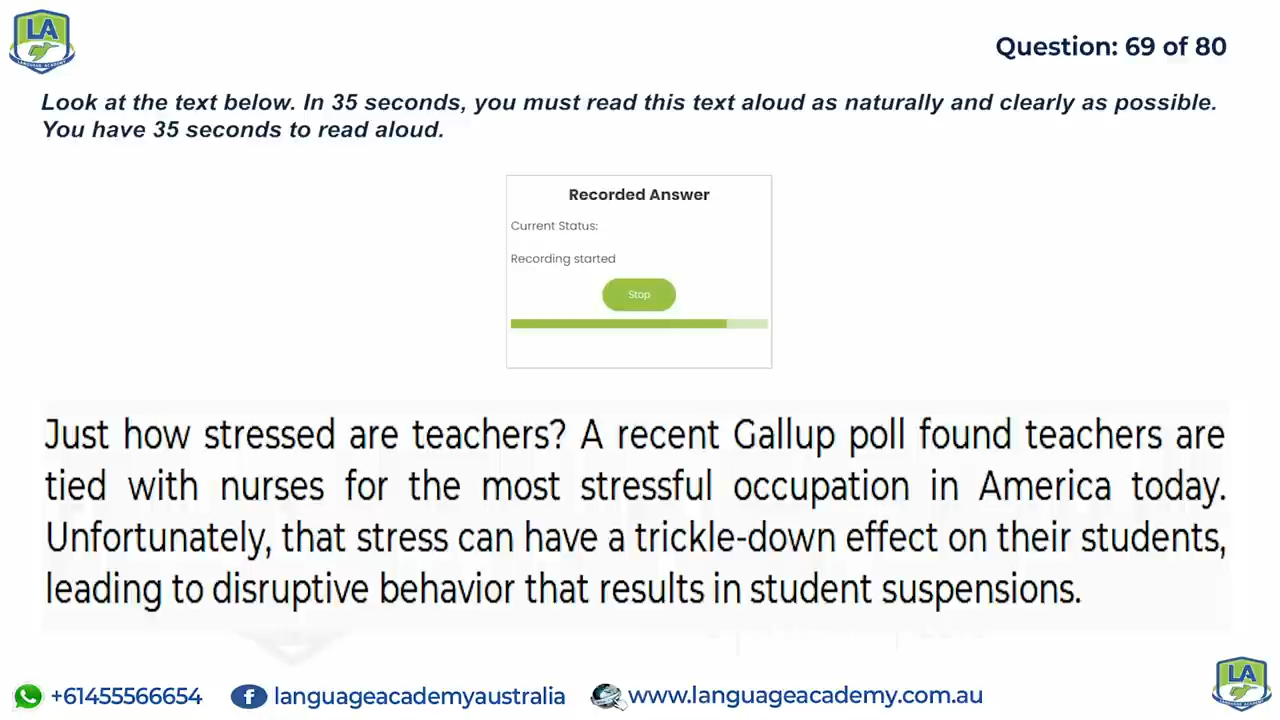 LA
LANGUAGE ACADEMY
Question: 69 of 80
Look at the text below. In 35 seconds, you must read this text aloud as naturally and clearly as possible.
You have 35 seconds to read aloud.
Recorded Answer
Current Status:
Recording started
Stop
Just how stressed are teachers? A recent Gallup poll found teachers are
tied with nurses for the most stressful occupation in America today.
Unfortunately, that stress can have a trickle-down effect on their students,
leading to disruptive behavior that results in student suspensions.
+61455566654
languageacademyaustralia
www.languageacademy.com.au
LA
LANGUAGE ACADEMY